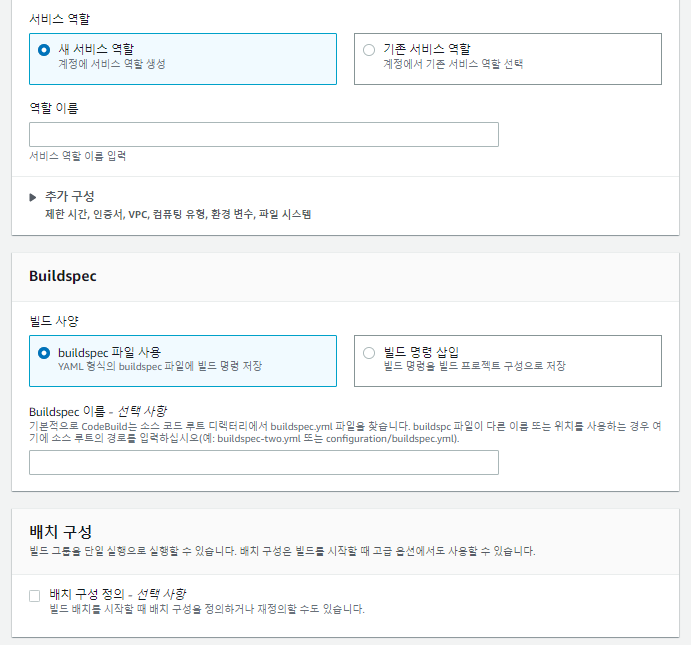 서비스 역할
새 서비스 역할
계정에 서비스 역할 생성
기존 서비스 역할
계정에서 기존 서비스 역할 선택
역할 이름
서비스 역할 이름 입력
추가 구성
제한 시간, 인증서, VPC, 컴퓨팅 유형, 환경 변수, 파일 시스템
Buildspec
빌드 사양
buildspec 파일 사용
YAML 형식의 buildspec 파일에 빌드 명령 저장
빌드 명령 삽입
빌드 명령을 빌드 프로젝트 구성으로 저장
Buildspec 이름 - 선택 사항
기본적으로 CodeBuild는 소스 코드 루트 디렉터리에서 buildspec.yml 파일을 찾습니다. buildspc 파일이 다른 이름 또는 위치를 사용하는 경우 여
기에 소스 루트의 경로를 입력하십시오(예: buildspec-two.yml 또는 configuration/buildspec.yml).
배치 구성
빌드 그룹을 단일 실행으로 실행할 수 있습니다. 배치 구성은 빌드를 시작할 때 고급 옵션에서도 사용할 수 있습니다.
배치 구성 정의 - 선택 사항
빌드 배치를 시작할 때 배치 구성을 정의하거나 재정의할 수도 있습니다.